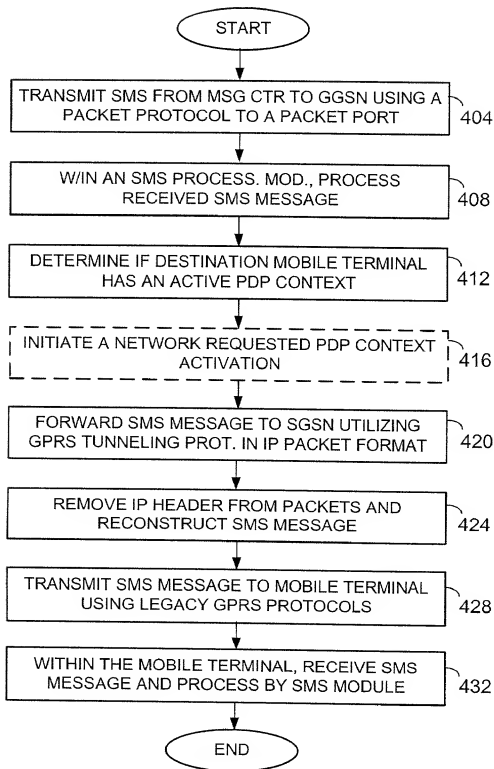 START
TRANSMIT SMS FROM MSG CTR TO GGSN USING A
PACKET PROTOCOL TO A PACKET PORT
404
W/IN AN SMS PROCESS. MOD., PROCESS
RECEIVED SMS MESSAGE
408
DETERMINE IF DESTINATION MOBILE TERMINAL
HAS AN ACTIVE PDP CONTEXT
412
INITIATE A NETWORK REQUESTED PDP CONTEXT
ACTIVATION
416
FORWARD SMS MESSAGE TO SGSN UTILIZING
GPRS TUNNELING PROT. IN IP PACKET FORMAT
420
REMOVE IP HEADER FROM PACKETS AND
RECONSTRUCT SMS MESSAGE
424
TRANSMIT SMS MESSAGE TO MOBILE TERMINAL
USING LEGACY GPRS PROTOCOLS
428
WITHIN THE MOBILE TERMINAL, RECEIVE SMS
MESSAGE AND PROCESS BY SMS MODULE
432
END